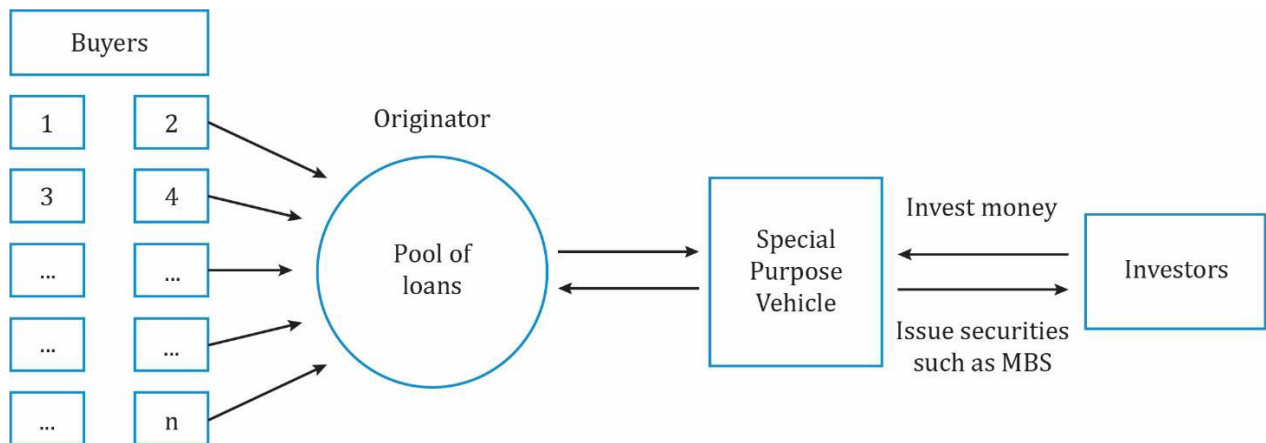 Buyers
1
2
3
4
...
...
...
...
...
n
Originator
Pool of
loans
Special
Purpose
Vehicle
Invest money
Issue securities
such as MBS
Investors